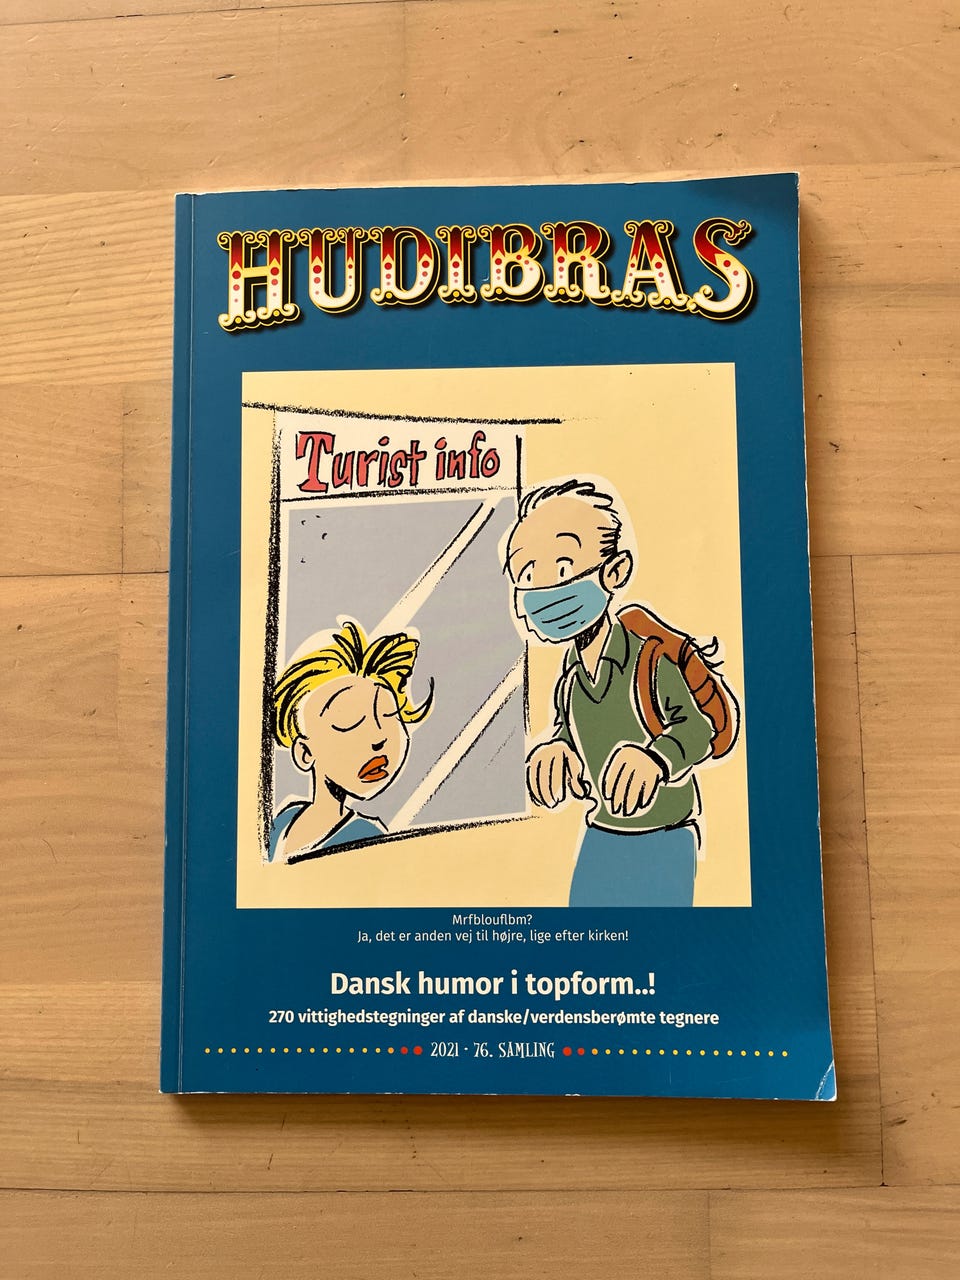 HUDIBRAS
Turist info
Mrfblouflbm?
Ja, det er anden vej til højre, lige efter kirken!
Dansk humor i topform..!
270 vittighedstegninger af danske/verdensberømte tegnere
2021 · 76. SAMLING